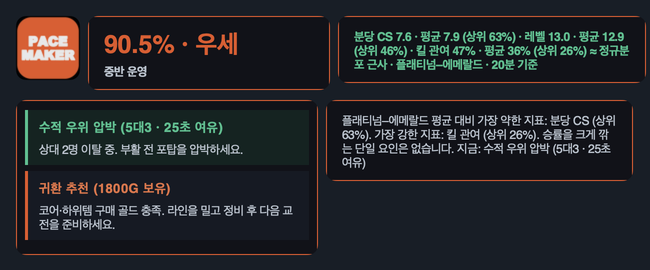 PACE
MAKER
90.5% · 우세
중반 운영
분당 CS 7.6 · 평균 7.9 (상위 63%) · 레벨 13.0 · 평균 12.9
(상위 46%) · 킬 관여 47% · 평균 36% (상위 26%) ≈ 정규분
포 근사 · 플래티넘–에메랄드 · 20분 기준
수적 우위 압박 (5대3 · 25초 여유)
상대 2명 이탈 중. 부활 전 포탑을 압박하세요.
귀환 추천 (1800G 보유)
코어·하위템 구매 골드 충족. 라인을 밀고 정비 후 다음 교
전을 준비하세요.
플래티넘–에메랄드 평균 대비 가장 약한 지표: 분당 CS (상위
63%). 가장 강한 지표: 킬 관여 (상위 26%). 승률을 크게 깎
는 단일 요인은 없습니다. 지금: 수적 우위 압박 (5대3 · 25초
여유)